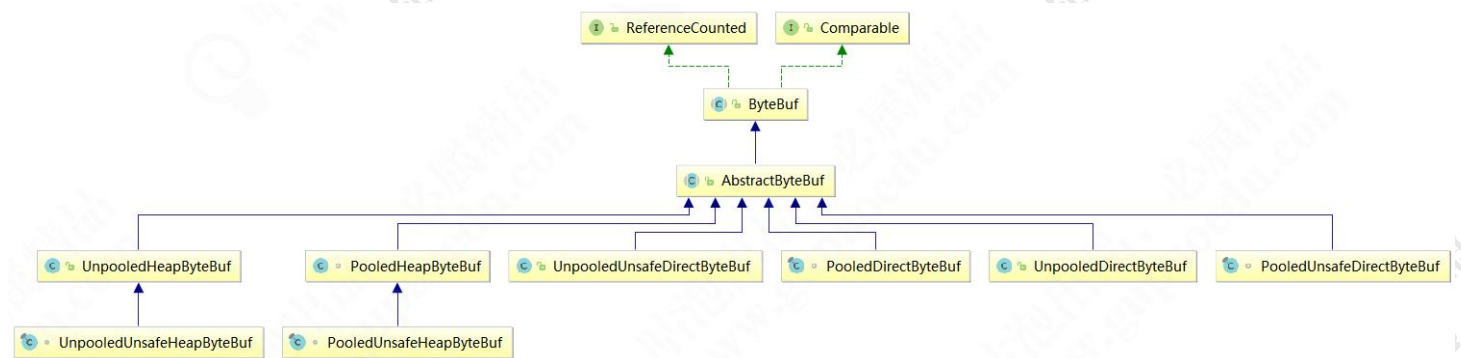 ReferenceCounted
Comparable
ByteBuf
AbstractByteBuf
UnpooledHeapByteBuf
PooledHeapByteBuf
UnpooledUnsafeDirectByteBuf
PooledDirectByteBuf
UnpooledDirectByteBuf
PooledUnsafeDirectByteBuf
UnpooledUnsafeHeapByteBuf
PooledUnsafeHeapByteBuf